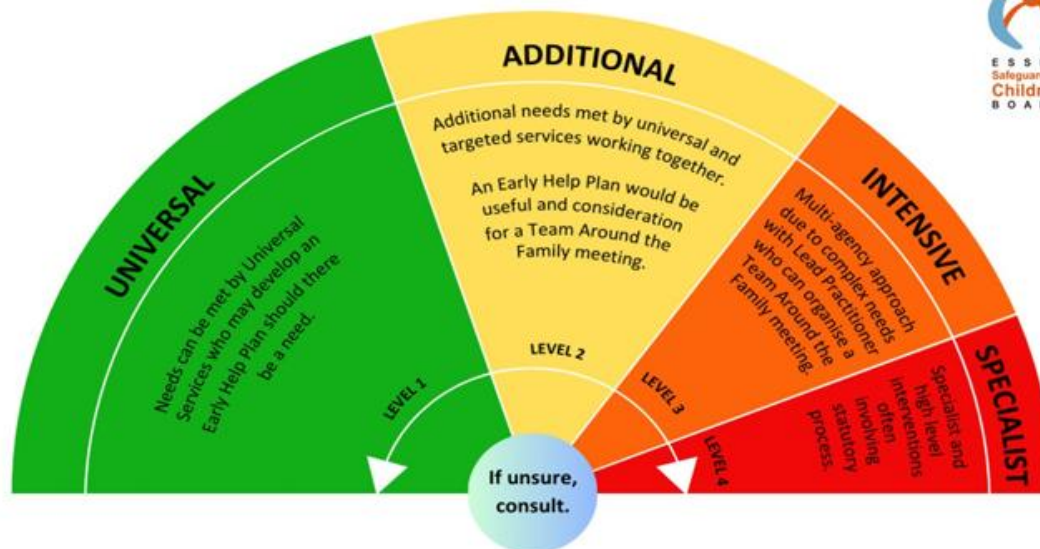 UNIVERSAL
Needs can be met by Universal
Services who may develop an
Early Help Plan should there
be a need.
LEVEL 1
ADDITIONAL
Additional needs met by universal and
targeted services working together.
An Early Help Plan would be
useful and consideration
for a Team Around the
Family meeting.
LEVEL 2
INTENSIVE
Multi-agency approach
due to complex needs
with Lead Practitioner
who can organise a
Team Around the
Family meeting.
LEVEL 3
SPECIALIST
Specialist and
high level
interventions
often
involving
statutory
process.
LEVEL 4
If unsure,
consult.